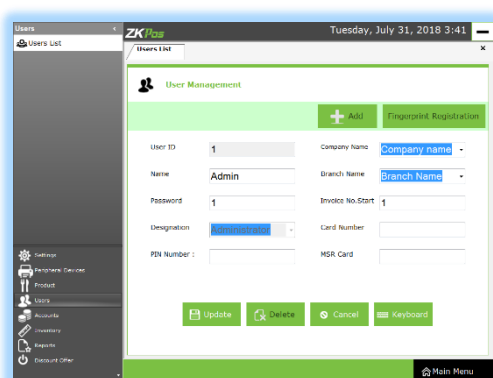 Users
Users List
ZKPos
Tuesday, July 31, 2018 3:41
Users List
x
User Management
Add
Fingerprint Registration
User ID
1
Company Name
Company name
Name
Admin
Branch Name
Branch Name
Password
1
Invoice No.Start
1
Designation
Administrator
Card Number
PIN Number :
MSR Card
Update
Delete
Cancel
Keyboard
Settings
Peripheral Devices
Product
Users
Accounts
Inventory
Reports
Discount Offer
Main Menu